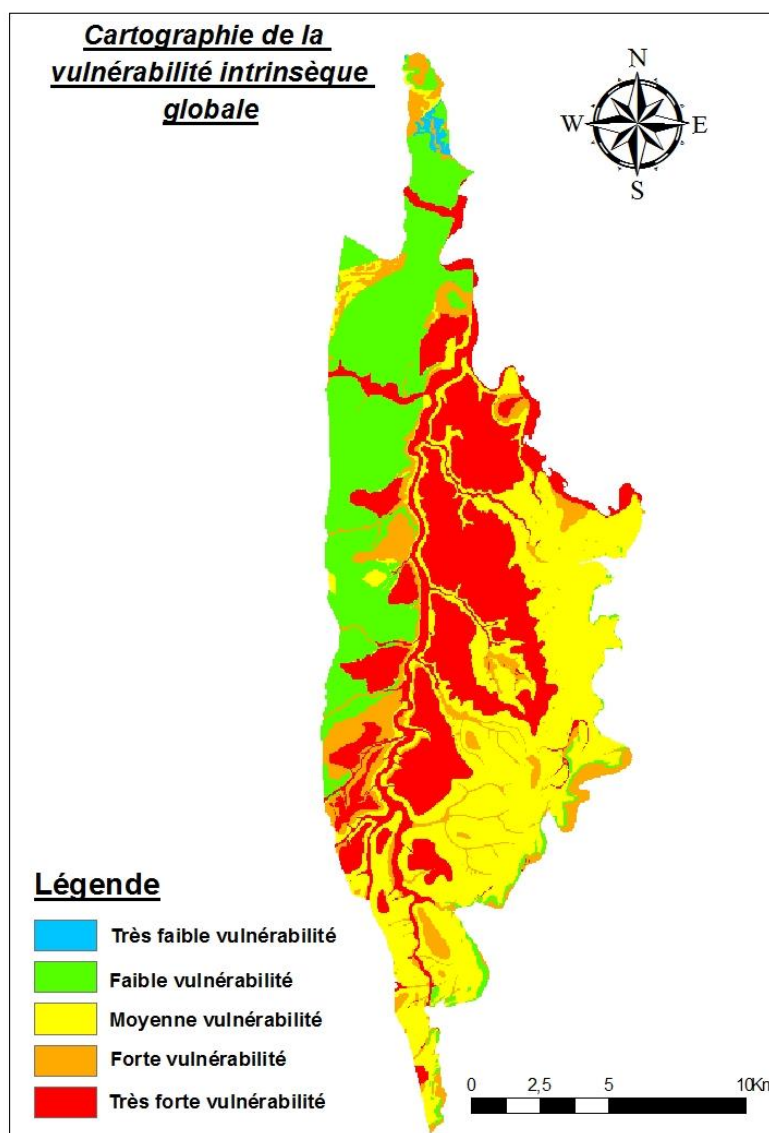 Cartographie de la
vulnérabilité intrinsèque
globale
N
W E
S
Légende
Très faible vulnérabilité
Faible vulnérabilité
Moyenne vulnérabilité
Forte vulnérabilité
Très forte vulnérabilité
0 2,5 5 10Km